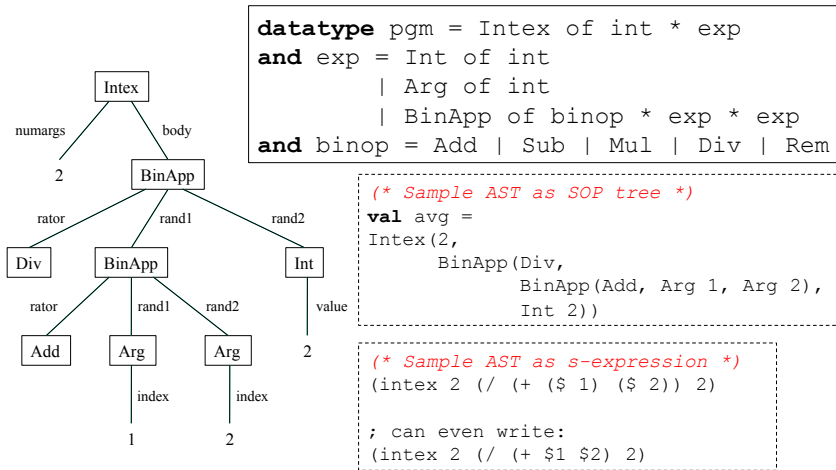 datatype pgm = Intex of int * exp
and exp = Int of int
| Arg of int
| BinApp of binop * exp * exp
and binop = Add | Sub | Mul | Div | Rem
Intex
numargs
body
2
BinApp
rator
rand1
rand2
Div
BinApp
Int
rator
rand1
rand2
value
Add
Arg
Arg
2
index
index
1
2
(* Sample AST as SOP tree *)
val avg =
Intex(2,
BinApp(Div,
BinApp(Add, Arg 1, Arg 2),
Int 2))
(* Sample AST as s-expression *)
(intex 2 (/ (+ ($ 1) ($ 2)) 2)
; can even write:
(intex 2 (/ (+ $1 $2) 2)